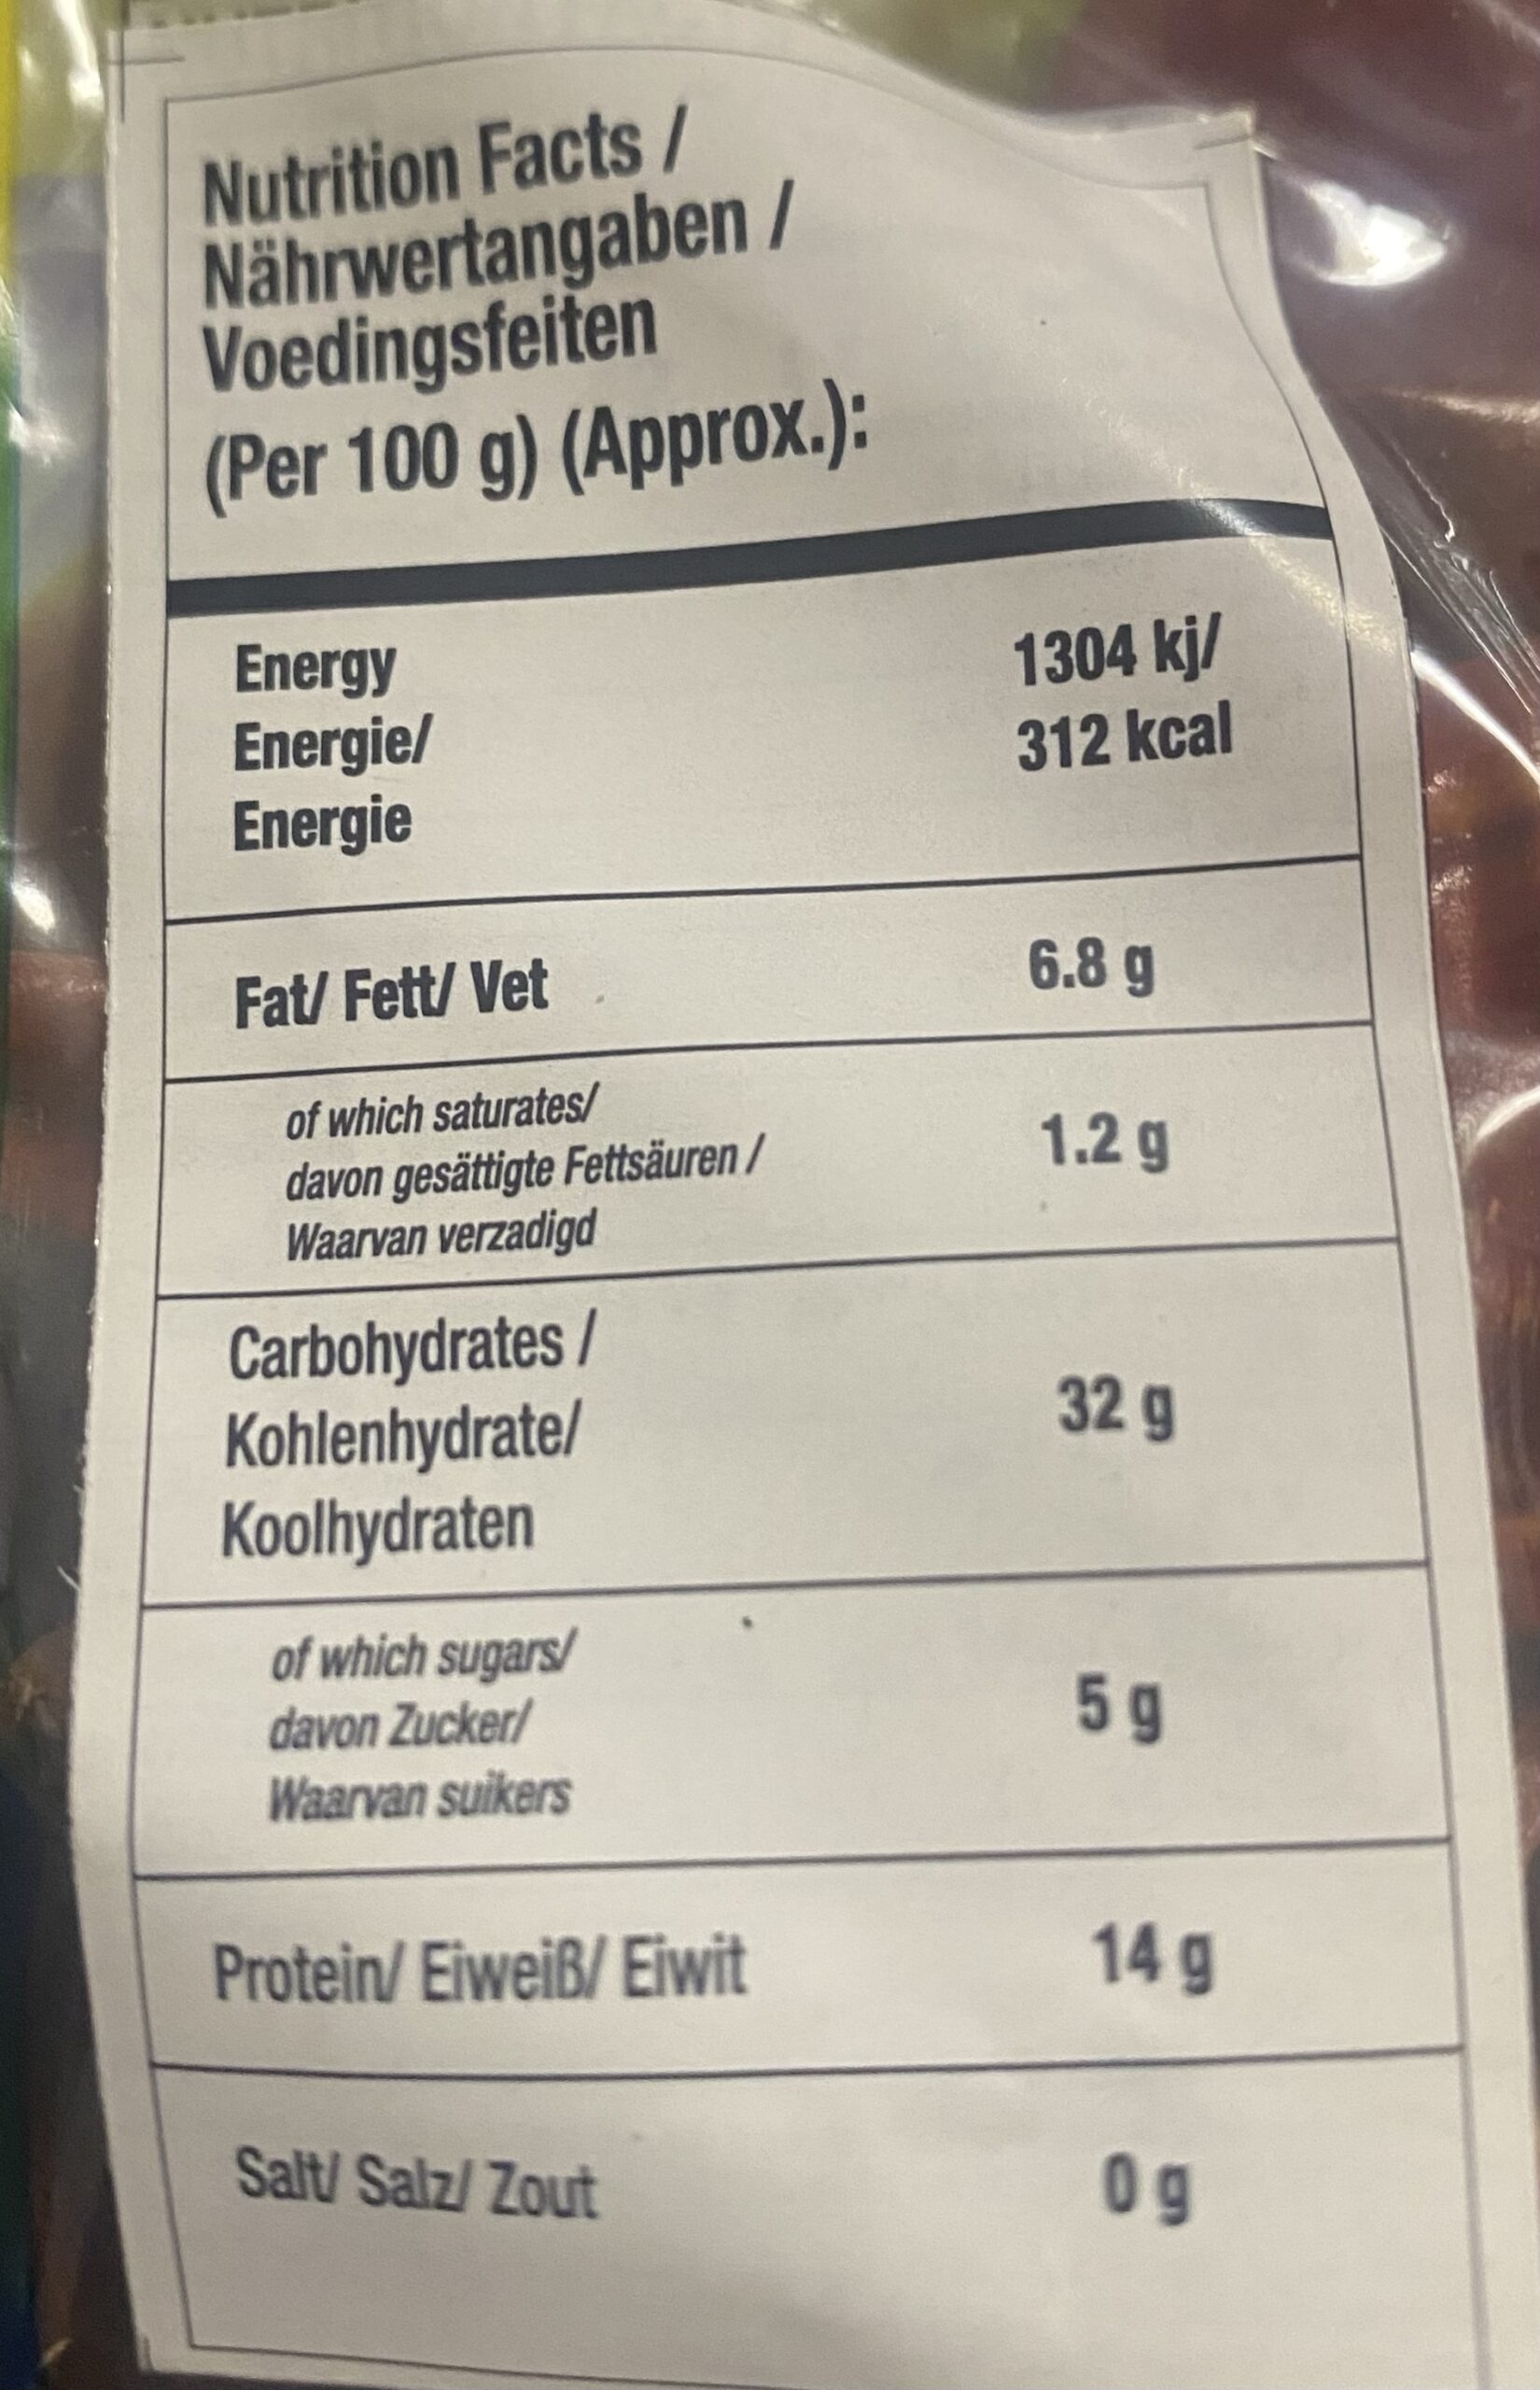 Nutrition Facts /
Nährwertangaben /
Voedingsfeiten
(Per 100 g) (Approx.):
Energy
Energie/
Energie
1304 kj/
312 kcal
Fat/ Fett/ Vet
6.8 g
of which saturates/
davon gesättigte Fettsäuren /
Waarvan verzadigd
1.2 g
Carbohydrates /
Kohlenhydrate/
Koolhydraten
32 g
of which sugars/
davon Zucker/
Waarvan suikers
5 g
Protein/ Eiweiß/ Eiwit
14 g
Salt/ Salz/ Zout
0 g